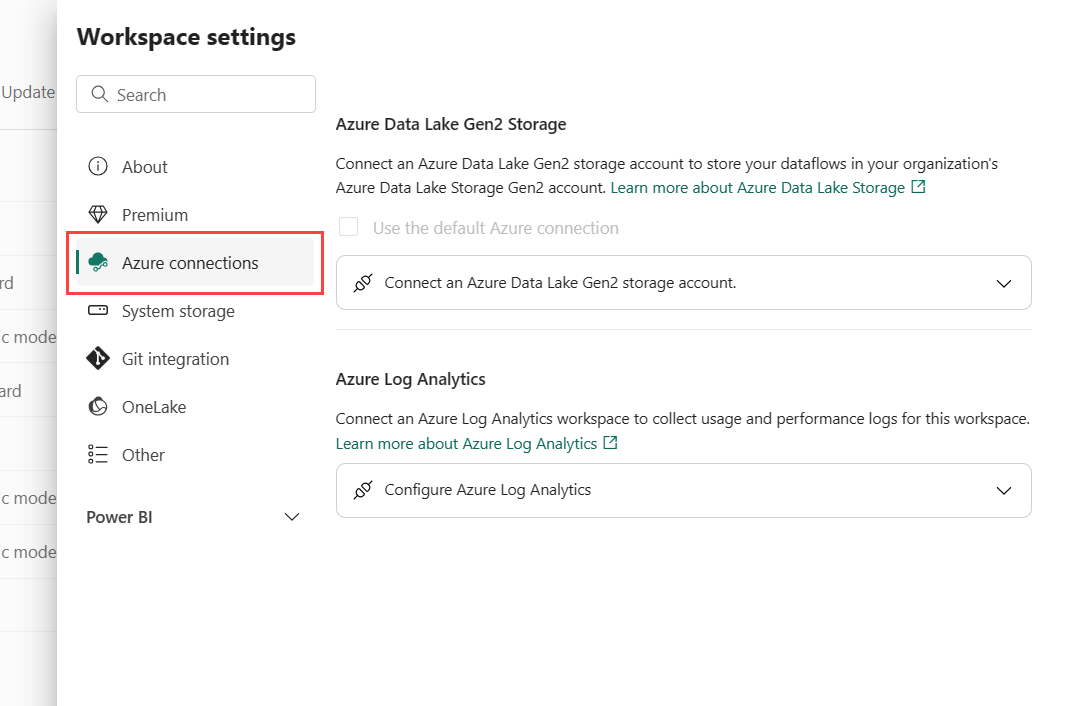 Workspace settings
Update
Search
About
Premium
Azure connections
System storage
Git integration
OneLake
Other
Power BI
Azure Data Lake Gen2 Storage
Connect an Azure Data Lake Gen2 storage account to store your dataflows in your organization's
Azure Data Lake Storage Gen2 account. Learn more about Azure Data Lake Storage
Use the default Azure connection
Connect an Azure Data Lake Gen2 storage account.
Azure Log Analytics
Connect an Azure Log Analytics workspace to collect usage and performance logs for this workspace.
Learn more about Azure Log Analytics
Configure Azure Log Analytics
rd
c mode
ard
c mode
c mode